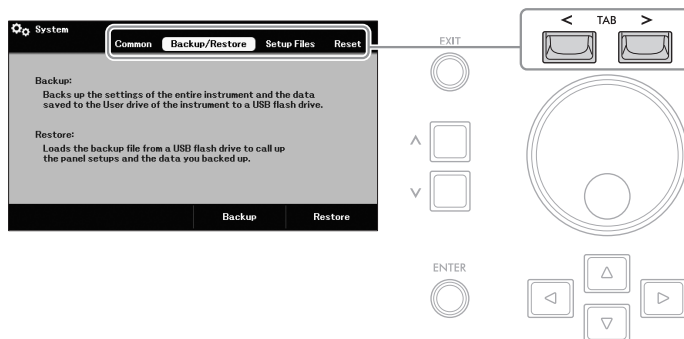 System
Common Backup/Restore Setup Files Reset
Backup:
Backs up the settings of the entire instrument and the data
saved to the User drive of the instrument to a USB flash drive.
Restore:
Loads the backup file from a USB flash drive to call up
the panel setups and the data you backed up.
Backup Restore
EXIT
< TAB >
ENTER